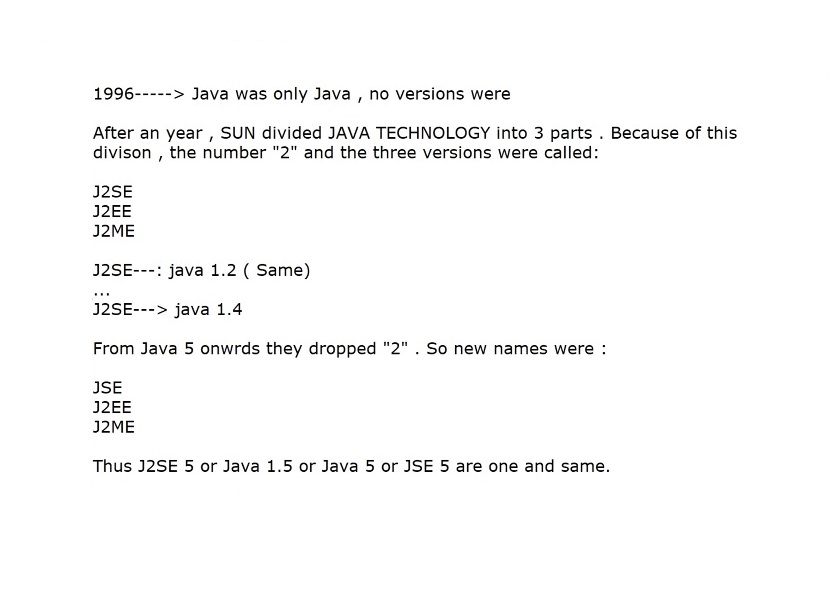 1996-----> Java was only Java , no versions were
After an year , SUN divided JAVA TECHNOLOGY into 3 parts . Because of this
divison , the number "2" and the three versions were called:
J2SE
J2EE
J2ME
J2SE---: java 1.2 ( Same)
...
J2SE---> java 1.4
From Java 5 onwrds they dropped "2" . So new names were :
JSE
J2EE
J2ME
Thus J2SE 5 or Java 1.5 or Java 5 or JSE 5 are one and same.